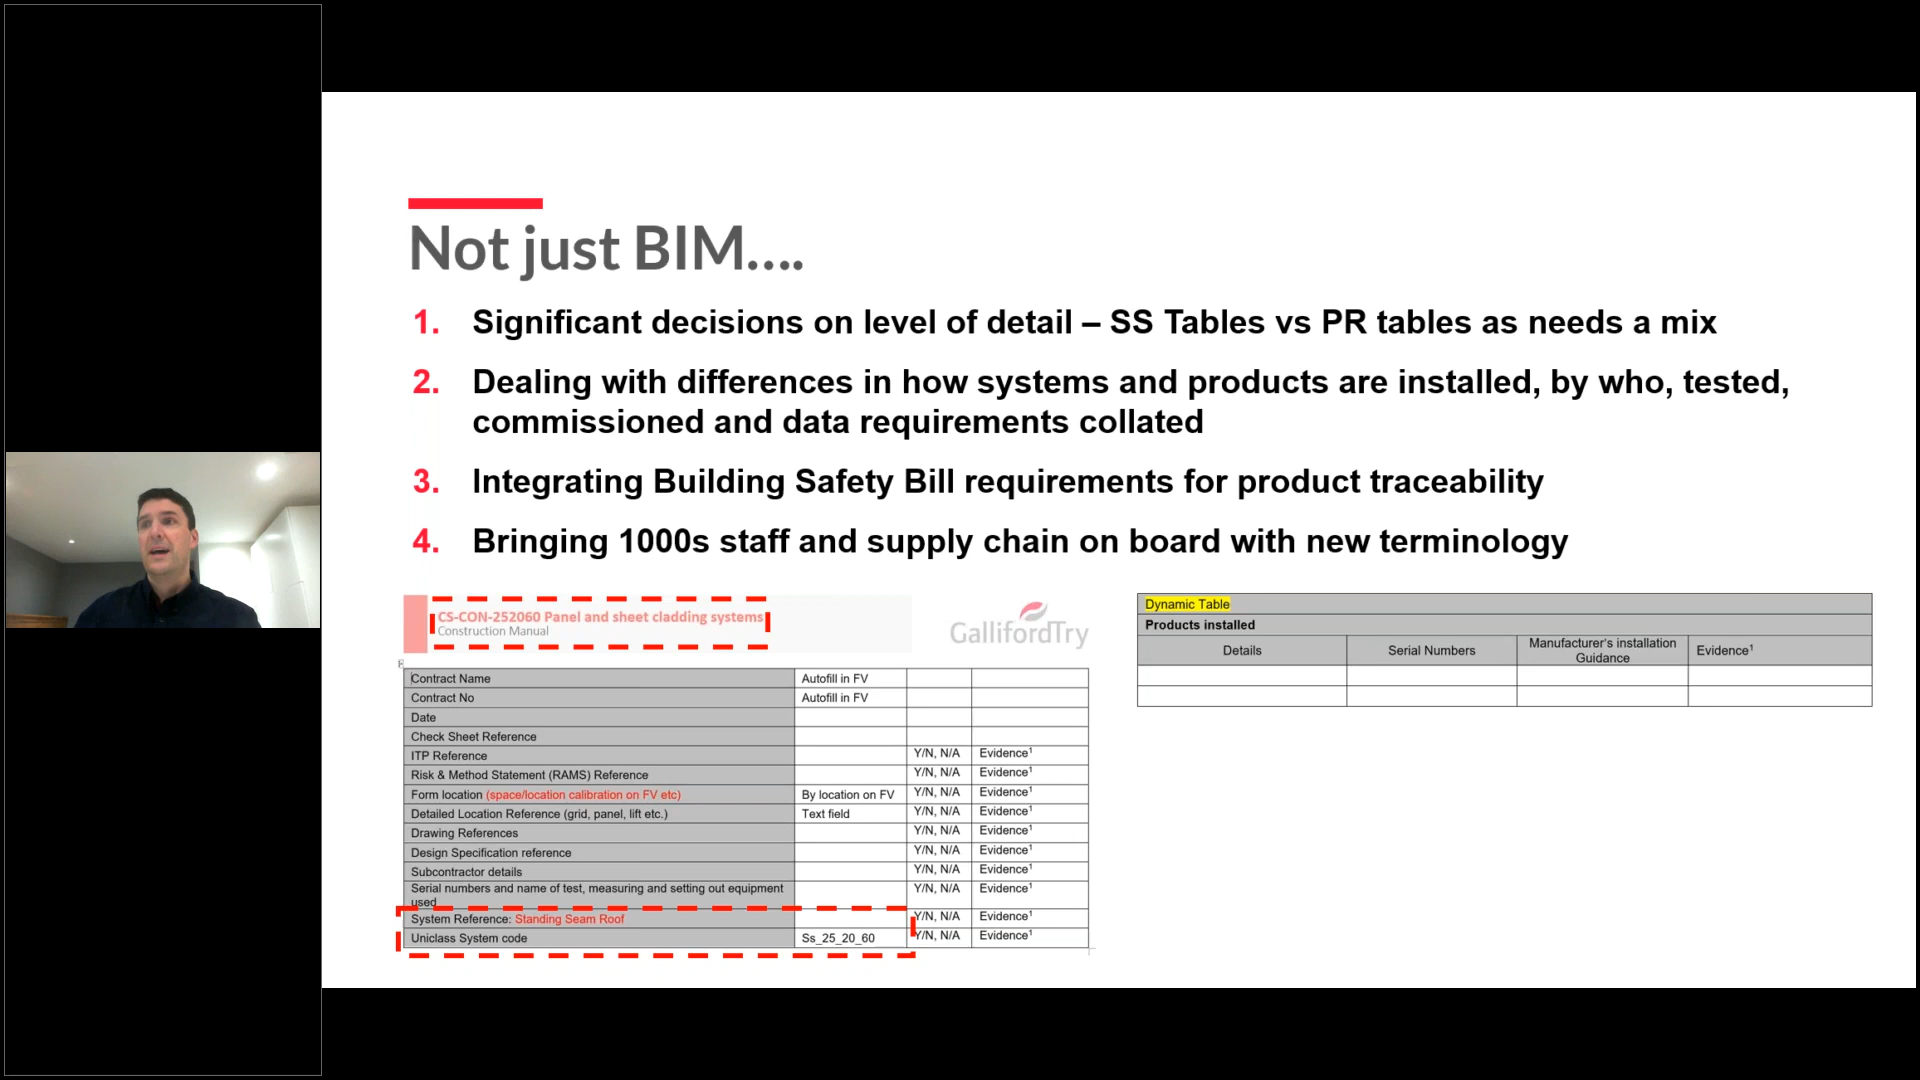 Not just BIM....
1. Significant decisions on level of detail – SS Tables vs PR tables as needs a mix
2. Dealing with differences in how systems and products are installed, by who, tested,
commissioned and data requirements collated
3. Integrating Building Safety Bill requirements for product traceability
4. Bringing 1000s staff and supply chain on board with new terminology
CS-CON-252060 Panel and sheet cladding systems
Construction Manual
GallifordTry
Contract Name Autofill in FV
Contract No Autofill in FV
Date
Check Sheet Reference
ITP Reference Y/N, N/A Evidence¹
Risk & Method Statement (RAMS) Reference Y/N, N/A Evidence¹
Form location (space/location calibration on FV etc) By location on FV Y/N, N/A Evidence¹
Detailed Location Reference (grid, panel, lift etc.) Text field Y/N, N/A Evidence¹
Drawing References Y/N, N/A Evidence¹
Design Specification reference Y/N, N/A Evidence¹
Subcontractor details Y/N, N/A Evidence¹
Serial numbers and name of test, measuring and setting out equipment Y/N, N/A Evidence¹
used
System Reference: Standing Seam Roof Y/N, N/A Evidence¹
Uniclass System code Ss_25_20_60 Y/N, N/A Evidence¹
Dynamic Table
Products installed
Details Serial Numbers Manufacturer's installation Evidence¹
Guidance